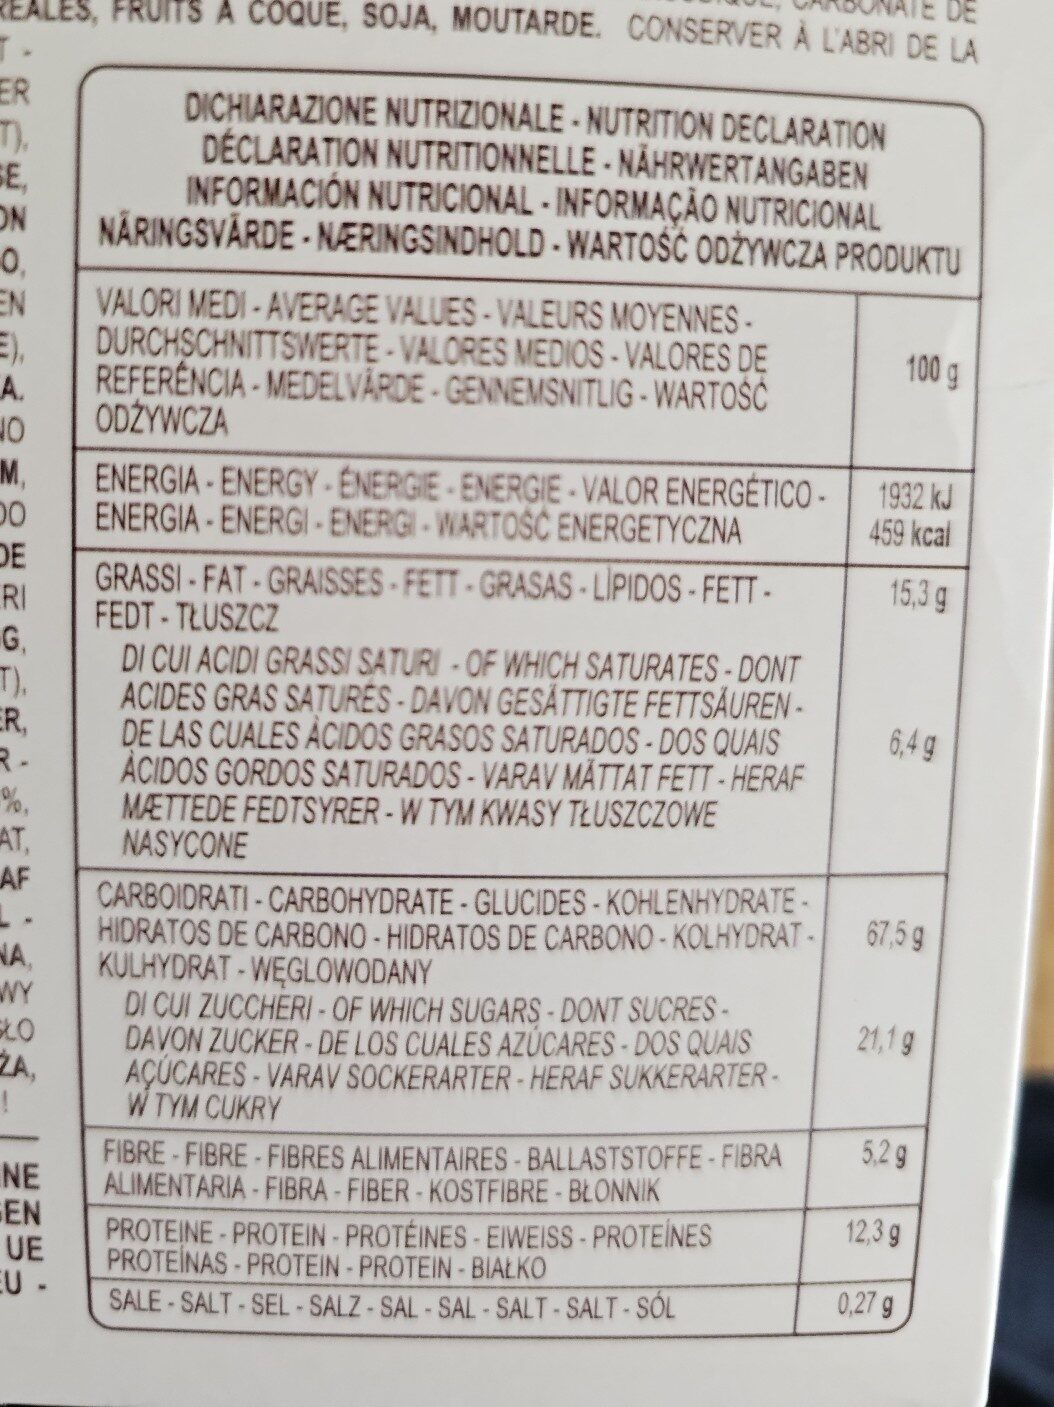 FRUITS À COQUE, SOJA, MOUTARDE. CONSERVER À L'ABRI DE LA
DICHIARAZIONE NUTRIZIONALE - NUTRITION DECLARATION
DÉCLARATION NUTRITIONNELLE - NÄHRWERTANGABEN
INFORMACIÓN NUTRICIONAL - INFORMAÇÃO NUTRICIONAL
NÄRINGSVÄRDE - NÆRINGSINDHOLD - WARTOŚĆ ODŻYWCZA PRODUKTU
VALORI MEDI - AVERAGE VALUES - VALEURS MOYENNES -
DURCHSCHNITTSWERTE - VALORES MEDIOS - VALORES DE
REFERÊNCIA - MEDELVÄRDE - GENNEMSNITLIG - WARTOŚĆ
ODŻYWCZA
100 g
ENERGIA - ENERGY - ÉNERGIE - ENERGIE - VALOR ENERGÉTICO -
ENERGIA - ENERGI - ENERGI - WARTOŚĆ ENERGETYCZNA
1932 kJ
459 kcal
GRASSI - FAT - GRAISSES - FETT - GRASAS - LÍPIDOS - FETT -
FEDT - TŁUSZCZ
15,3 g
DI CUI ACIDI GRASSI SATURI - OF WHICH SATURATES - DONT
ACIDES GRAS SATURÉS - DAVON GESÄTTIGTE FETTSÄUREN -
DE LAS CUALES ÁCIDOS GRASOS SATURADOS - DOS QUAIS
ÁCIDOS GORDOS SATURADOS - VARAV MÄTTAT FETT - HERAF
MÆTTEDE FEDTSYRER - W TYM KWASY TŁUSZCZOWE
NASYCONE
6,4 g
CARBOIDRATI - CARBOHYDRATE - GLUCIDES - KOHLENHYDRATE -
HIDRATOS DE CARBONO - HIDRATOS DE CARBONO - KOLHYDRAT -
KULHYDRAT - WĘGLOWODANY
67,5 g
DI CUI ZUCCHERI - OF WHICH SUGARS - DONT SUCRES -
DAVON ZUCKER - DE LOS CUALES AZÚCARES - DOS QUAIS
AÇÚCARES - VARAV SOCKERARTER - HERAF SUKKERARTER -
W TYM CUKRY
21,1 g
FIBRE - FIBRE - FIBRES ALIMENTAIRES - BALLASTSTOFFE - FIBRA
ALIMENTARIA - FIBRA - FIBER - KOSTFIBRE - BŁONNIK
5,2 g
PROTEINE - PROTEIN - PROTÉINES - EIWEISS - PROTEÍNES
PROTEÍNAS - PROTEIN - PROTEIN - BIAŁKO
12,3 g
SALE - SALT - SEL - SALZ - SAL - SAL - SALT - SALT - SÓL
0,27 g